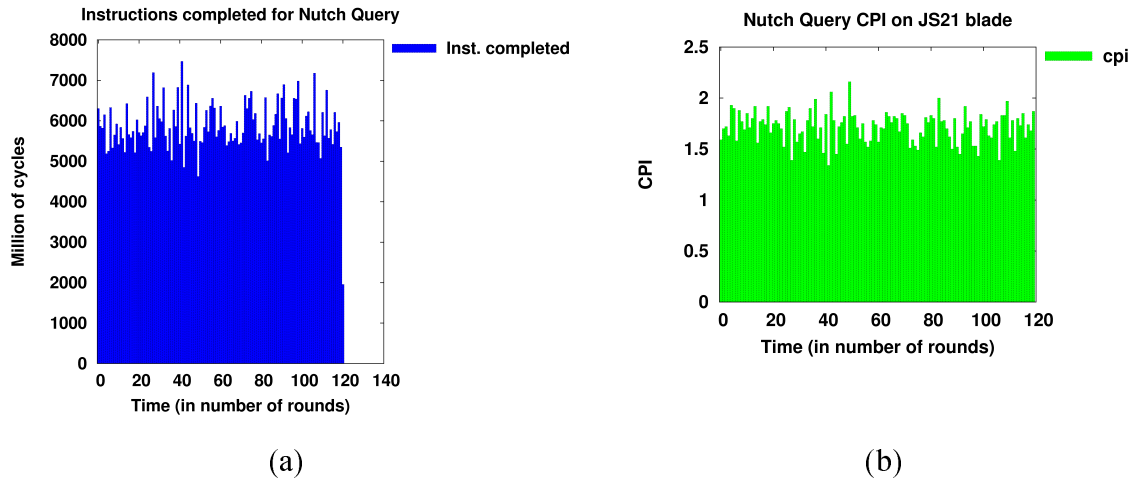 Instructions completed for Nutch Query
8000
7000
6000
5000
4000
3000
2000
1000
0
Million of cycles
0 20 40 60 80 100 120 140
Time (in number of rounds)
Inst. completed
(a)
Nutch Query CPI on JS21 blade
2.5
2
1.5
1
0.5
0
CPI
0 20 40 60 80 100 120
Time (in number of rounds)
cpi
(b)